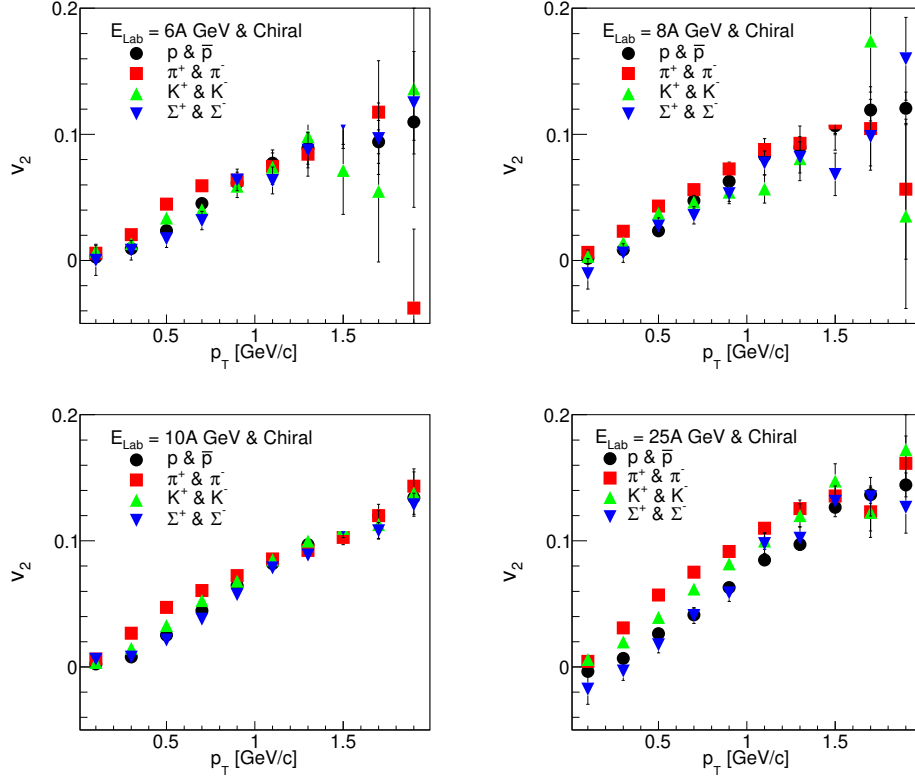 0.2
0.1
0
v₂
E_Lab = 6A GeV & Chiral
p & p̅
π⁺ & π⁻
K⁺ & K⁻
Σ⁺ & Σ⁻
0.5 1 1.5
p_T [GeV/c]
0.2
0.1
0
v₂
E_Lab = 8A GeV & Chiral
p & p̅
π⁺ & π⁻
K⁺ & K⁻
Σ⁺ & Σ⁻
0.5 1 1.5
p_T [GeV/c]
0.2
0.1
0
v₂
E_Lab = 10A GeV & Chiral
p & p̅
π⁺ & π⁻
K⁺ & K⁻
Σ⁺ & Σ⁻
0.5 1 1.5
p_T [GeV/c]
0.2
0.1
0
v₂
E_Lab = 25A GeV & Chiral
p & p̅
π⁺ & π⁻
K⁺ & K⁻
Σ⁺ & Σ⁻
0.5 1 1.5
p_T [GeV/c]